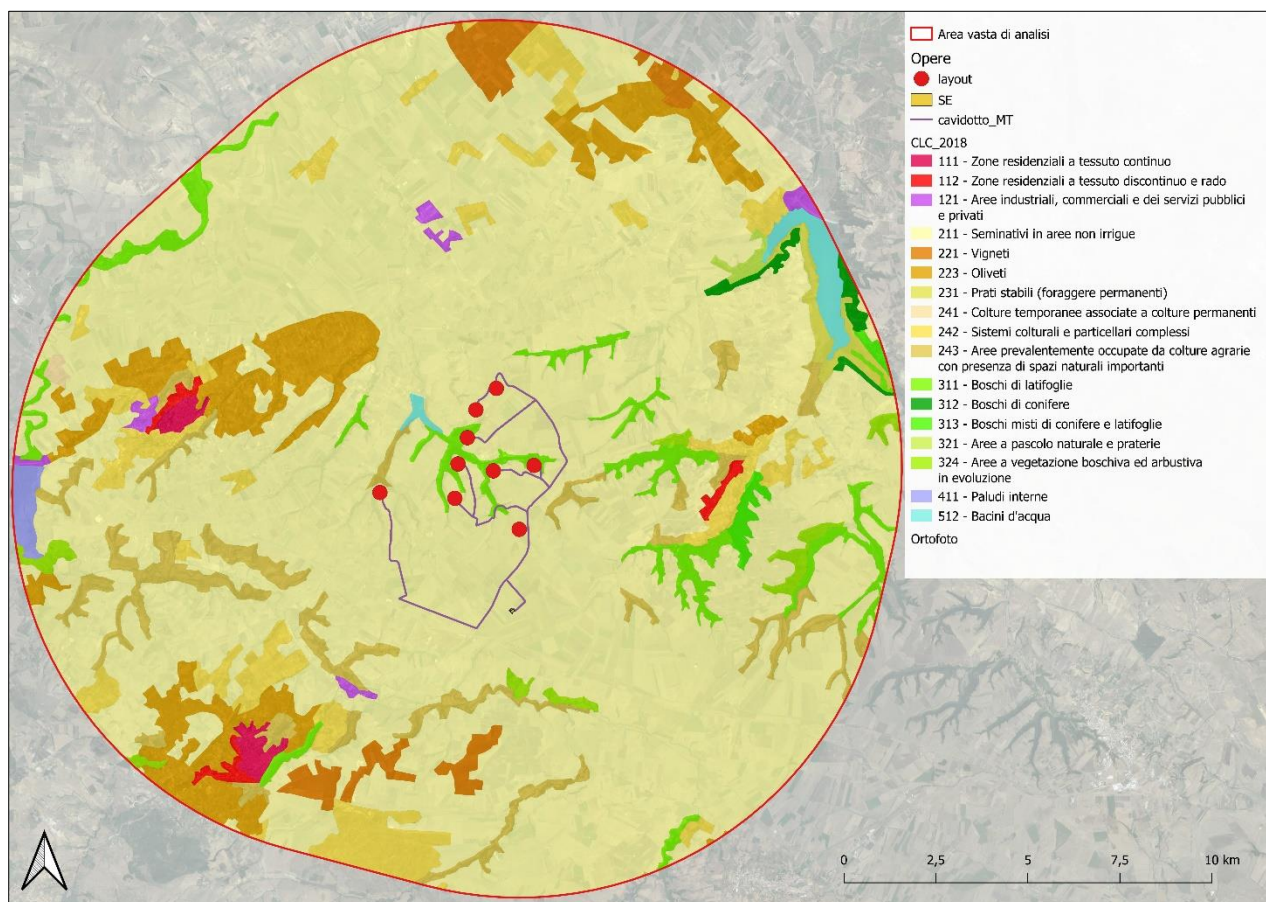 Area vasta di analisi
Opere
layout
SE
cavidotto_MT
CLC_2018
111 - Zone residenziali a tessuto continuo
112 - Zone residenziali a tessuto discontinuo e rado
121 - Aree industriali, commerciali e dei servizi pubblici
e privati
211 - Seminativi in aree non irrigue
221 - Vigneti
223 - Oliveti
231 - Prati stabili (foraggere permanenti)
241 - Colture temporanee associate a colture permanenti
242 - Sistemi colturali e particellari complessi
243 - Aree prevalentemente occupate da colture agrarie
con presenza di spazi naturali importanti
311 - Boschi di latifoglie
312 - Boschi di conifere
313 - Boschi misti di conifere e latifoglie
321 - Aree a pascolo naturale e praterie
324 - Aree a vegetazione boschiva ed arbustiva
in evoluzione
411 - Paludi interne
512 - Bacini d'acqua
Ortofoto
0 2,5 5 7,5 10 km